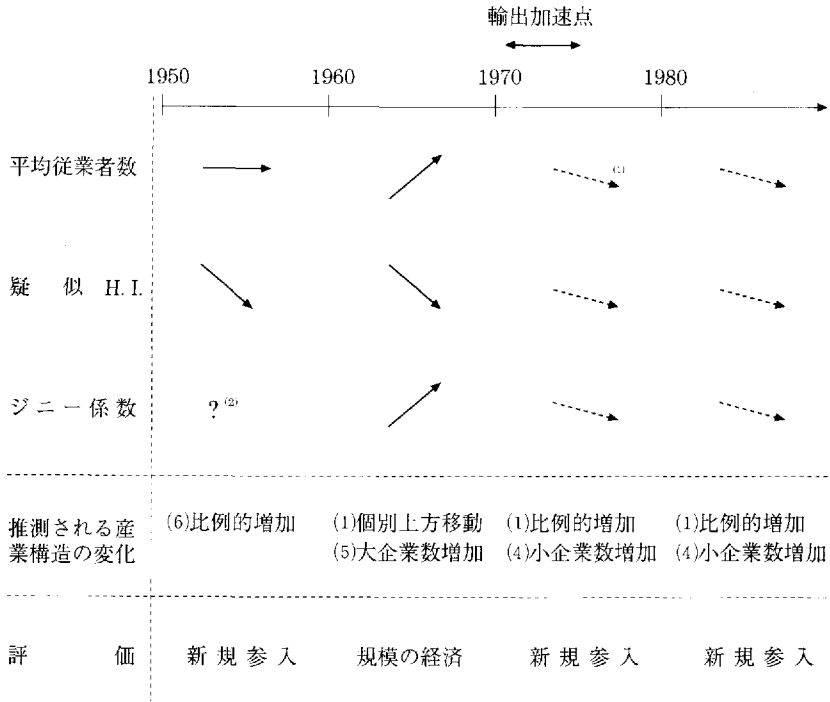 輸出加速点
1950 1960 1970 1980
平均従業者数 (1)
疑 似 H. I.
ジニー係数 ? (2)
推測される産業構造の変化
(6)比例的増加 (1)個別上方移動 (1)比例的増加 (1)比例的増加
(5)大企業数増加 (4)小企業数増加 (4)小企業数増加
評 価 新規参入 規模の経済 新規参入 新規参入